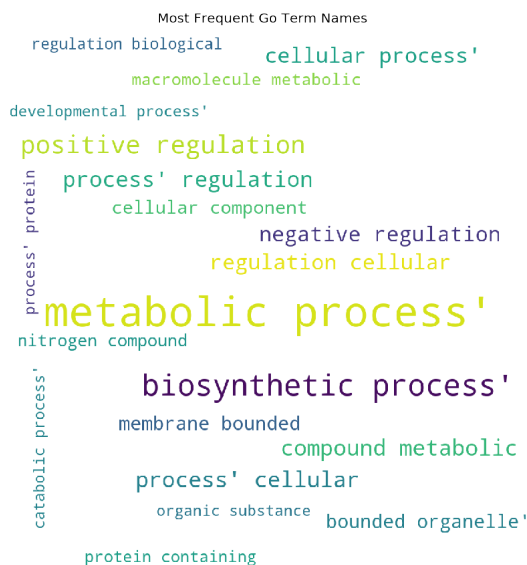 Most Frequent Go Term Names
regulation biological
cellular process'
macromolecule metabolic
developmental process'
positive regulation
process' regulation
process' protein
cellular component
negative regulation
regulation cellular
metabolic process'
nitrogen compound
biosynthetic process'
catabolic process'
membrane bounded
compound metabolic
process' cellular
organic substance
bounded organelle'
protein containing